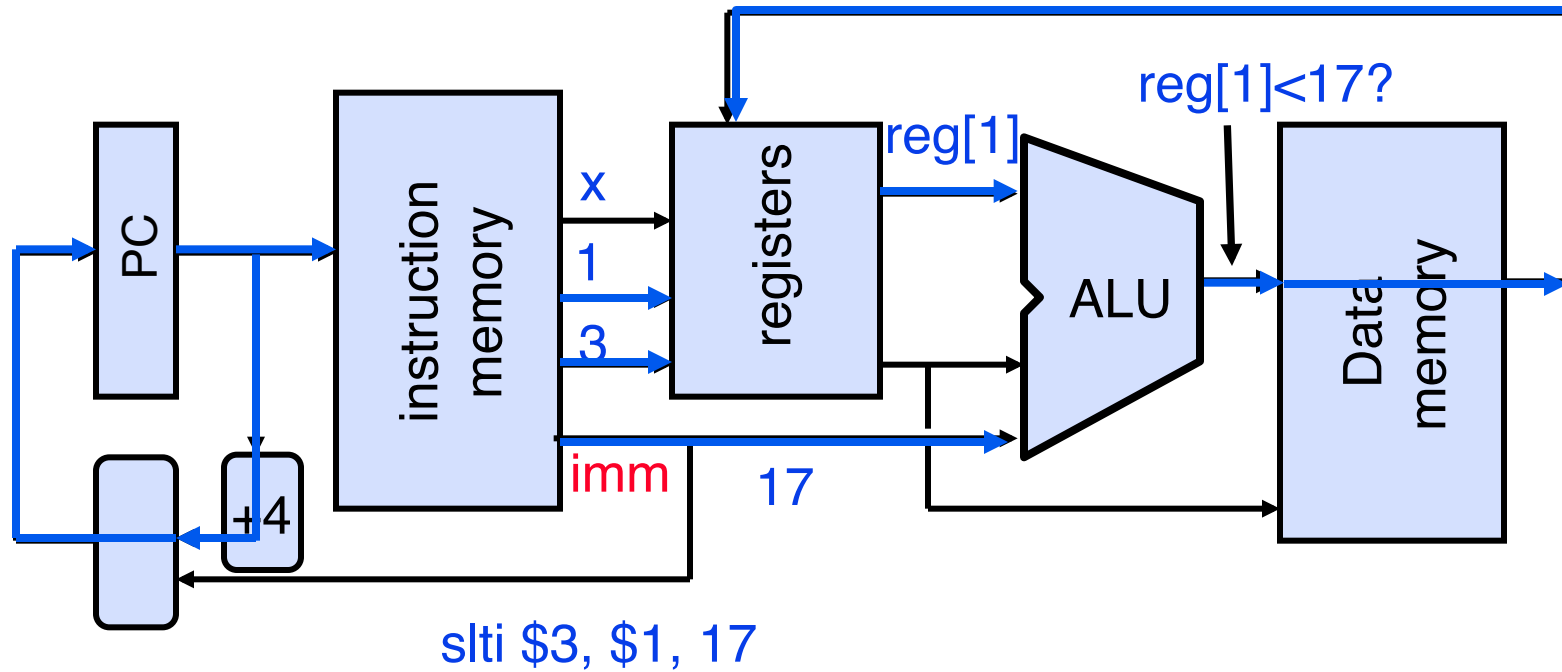 reg[1]<17?
reg[1]
PC
instruction
memory
x
1
3
registers
ALU
Data
memory
imm
17
+4
slti $3, $1, 17